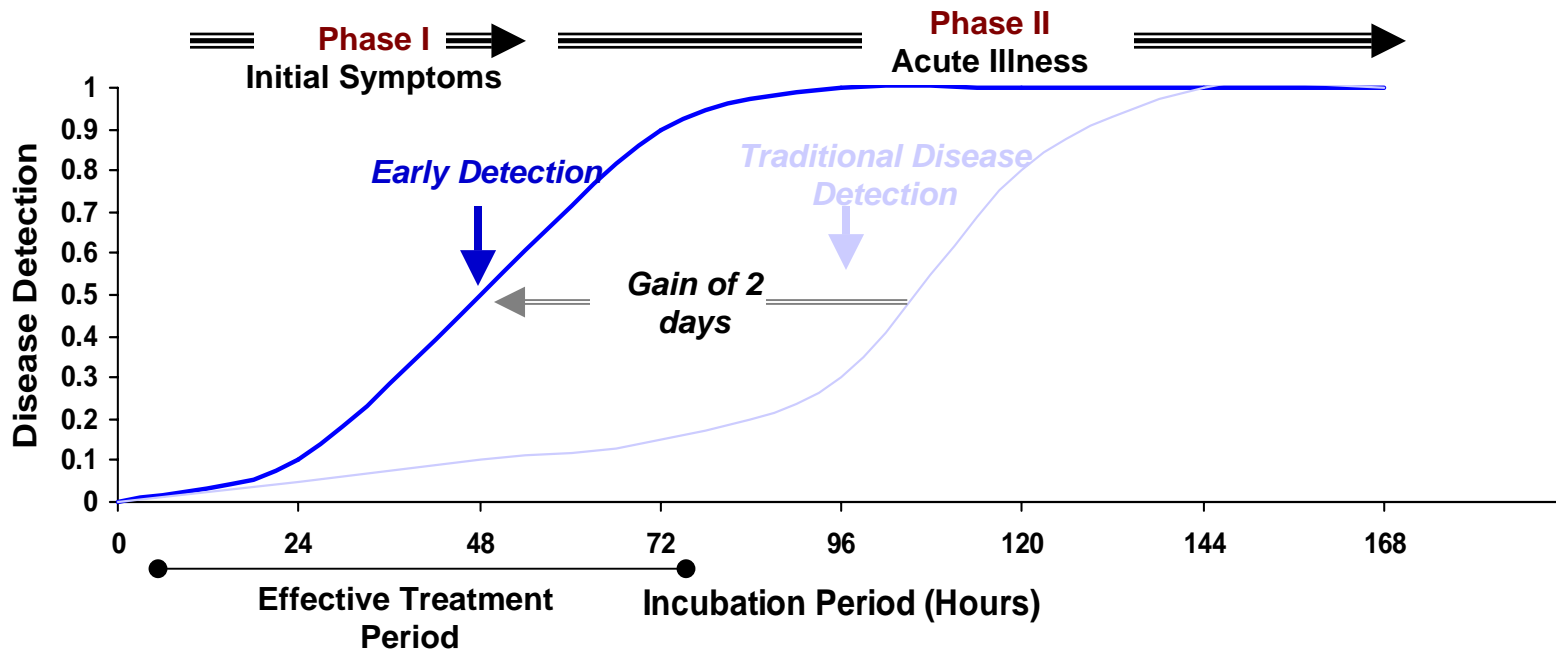 Phase I
Initial Symptoms
Phase II
Acute Illness
Disease Detection
1
0.9
0.8
0.7
0.6
0.5
0.4
0.3
0.2
0.1
0
Early Detection
Traditional Disease
Detection
Gain of 2
days
0 24 48 72 96 120 144 168
Effective Treatment
Period
Incubation Period (Hours)